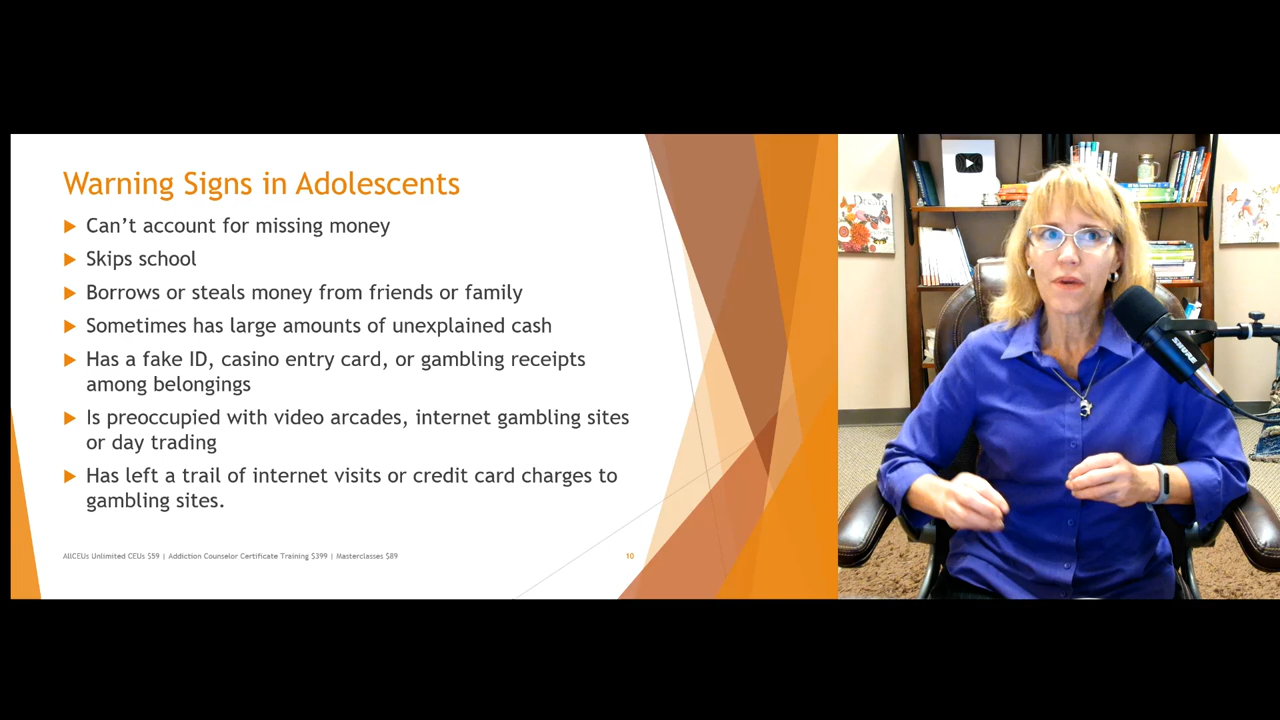 Warning Signs in Adolescents
Can't account for missing money
Skips school
Borrows or steals money from friends or family
Sometimes has large amounts of unexplained cash
Has a fake ID, casino entry card, or gambling receipts
among belongings
Is preoccupied with video arcades, internet gambling sites
or day trading
Has left a trail of internet visits or credit card charges to
gambling sites.
AllCEUs Unlimited CEUs $59 | Addiction Counselor Certificate Training $399 | Masterclasses $89
10
SHURE